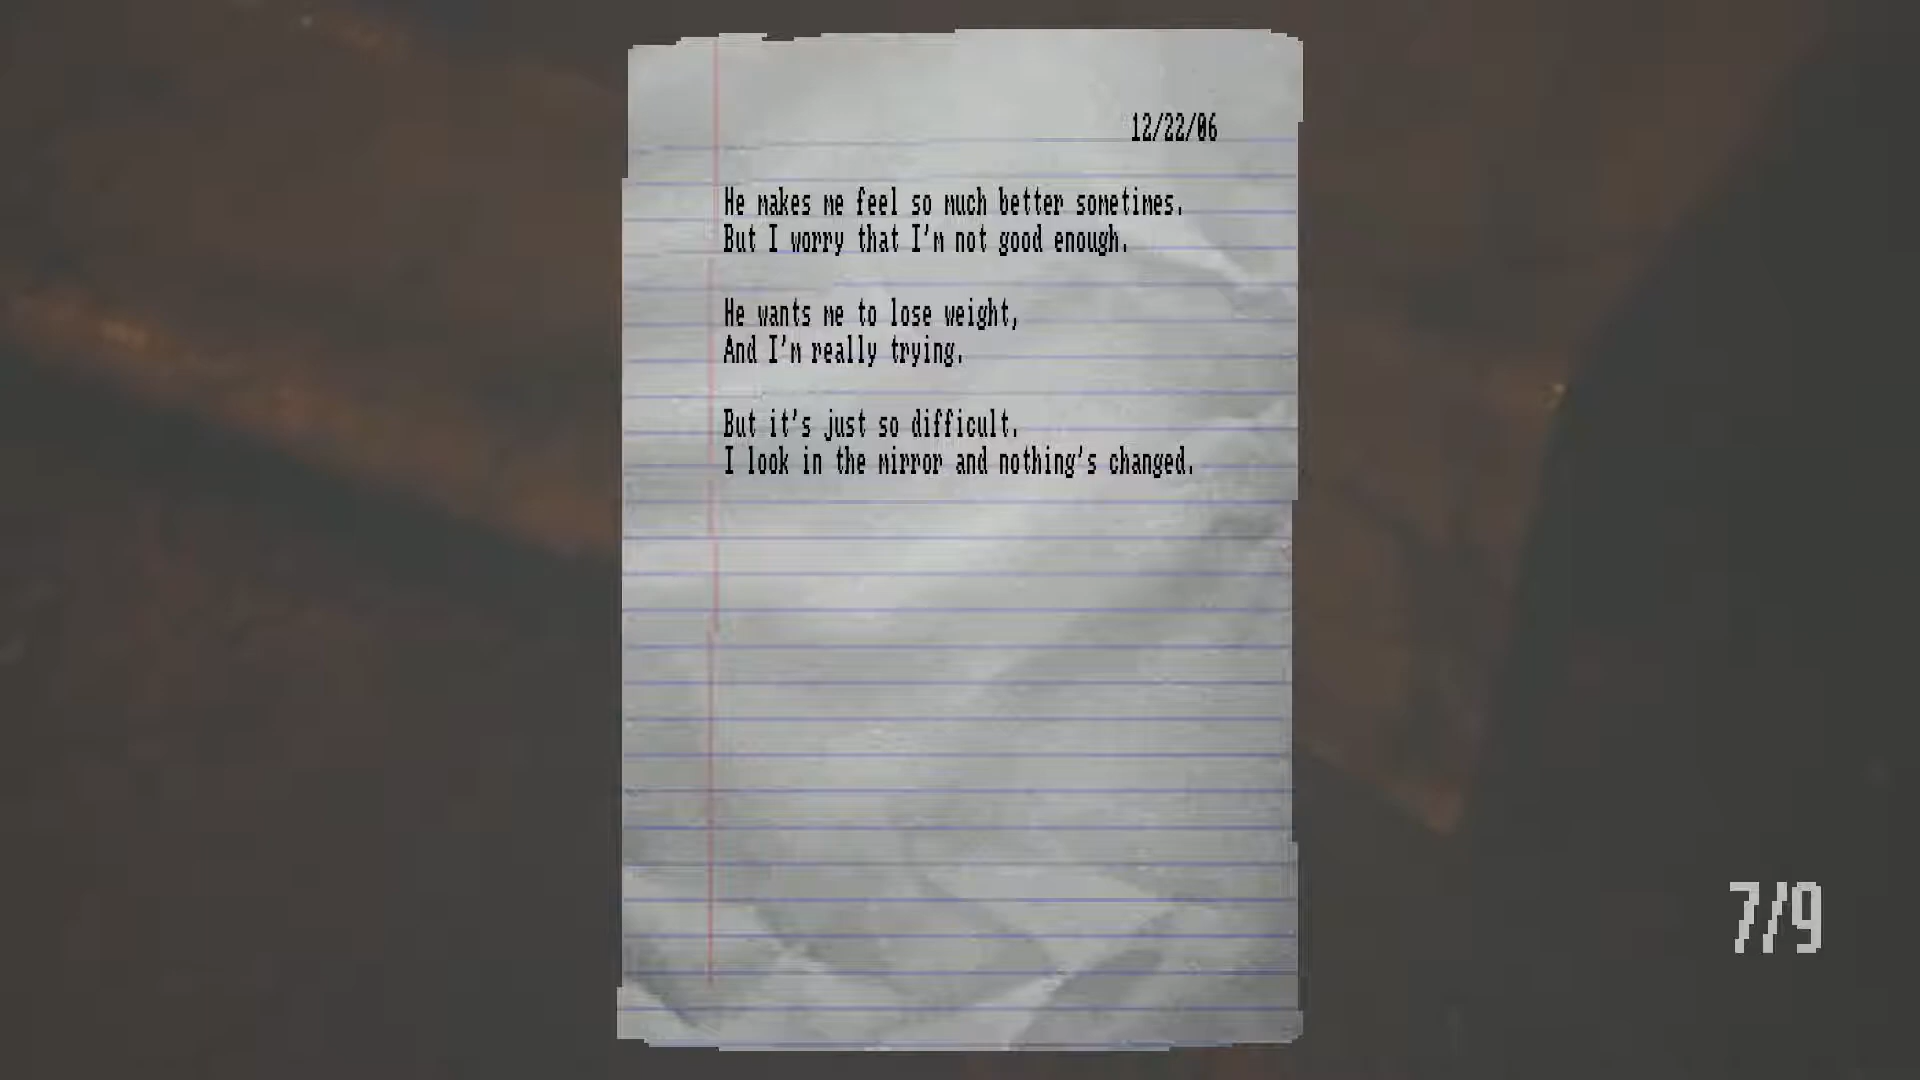 12/22/06
He makes me feel so much better sometimes.
But I worry that I'm not good enough.
He wants me to lose weight,
And I'm really trying.
But it's just so difficult.
I look in the mirror and nothing's changed.
7/9